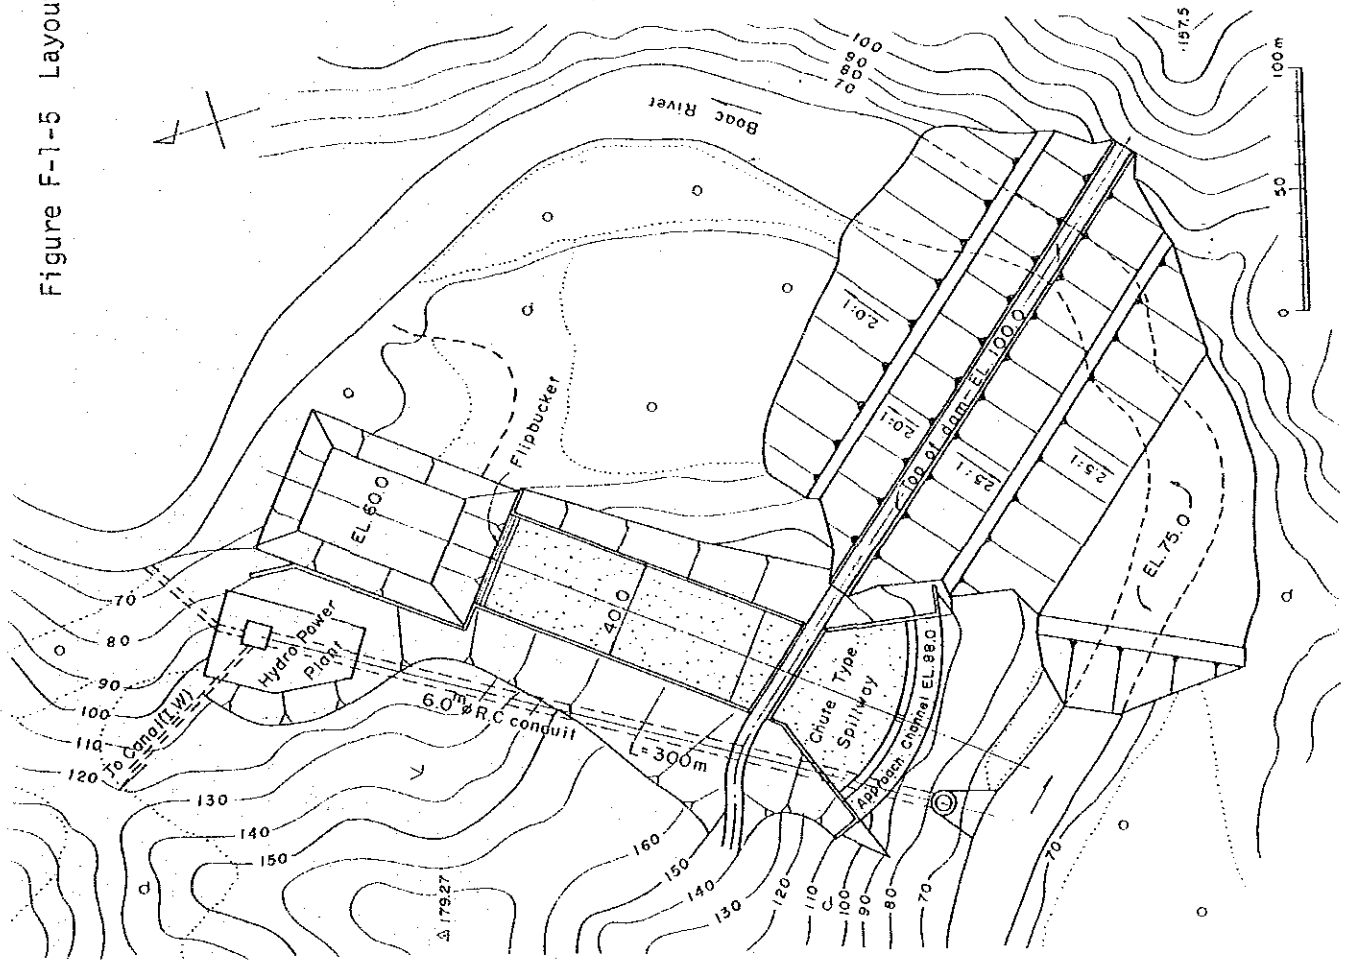 Figure F-1-5 Layou
100
90
80
70
157.5
100m
50
0
Boac River
2.0:1
2.0:1
Top of dam-EL.100.0
2.5:1
2.5:1
EL.75.0
Flipbucker
EL.60.0
40.0
Hydro Power
Plant
To Canal(I.W)
6.0m⌀R.C conduit
L=300m
Chute Type
Spillway
Approach Channel EL.88.0
70
80
90
100
110
120
130
140
150
△179.27
160
150
140
130
120
110
100
90
80
70
70